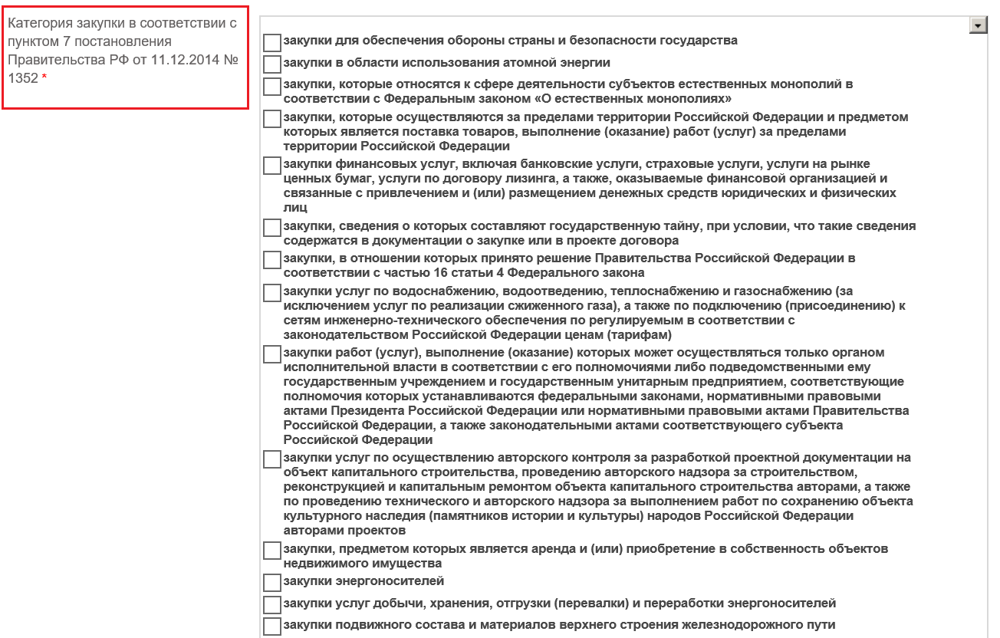 Категория закупки в соответствии с
пунктом 7 постановления
Правительства РФ от 11.12.2014 №
1352 *
закупки для обеспечения обороны страны и безопасности государства
закупки в области использования атомной энергии
закупки, которые относятся к сфере деятельности субъектов естественных монополий в
соответствии с Федеральным законом «О естественных монополиях»
закупки, которые осуществляются за пределами территории Российской Федерации и предметом
которых является поставка товаров, выполнение (оказание) работ (услуг) за пределами
территории Российской Федерации
закупки финансовых услуг, включая банковские услуги, страховые услуги, услуги на рынке
ценных бумаг, услуги по договору лизинга, а также, оказываемые финансовой организацией и
связанные с привлечением и (или) размещением денежных средств юридических и физических
лиц
закупки, сведения о которых составляют государственную тайну, при условии, что такие сведения
содержатся в документации о закупке или в проекте договора
закупки, в отношении которых принято решение Правительства Российской Федерации в
соответствии с частью 16 статьи 4 Федерального закона
закупки услуг по водоснабжению, водоотведению, теплоснабжению и газоснабжению (за
исключением услуг по реализации сжиженного газа), а также по подключению (присоединению) к
сетям инженерно-технического обеспечения по регулируемым в соответствии с
законодательством Российской Федерации ценам (тарифам)
закупки работ (услуг), выполнение (оказание) которых может осуществляться только органом
исполнительной власти в соответствии с его полномочиями либо подведомственными ему
государственным учреждением и государственным унитарным предприятием, соответствующие
полномочия которых устанавливаются федеральными законами, нормативными правовыми
актами Президента Российской Федерации или нормативными правовыми актами Правительства
Российской Федерации, а также законодательными актами соответствующего субъекта
Российской Федерации
закупки услуг по осуществлению авторского контроля за разработкой проектной документации на
объект капитального строительства, проведению авторского надзора за строительством,
реконструкцией и капитальным ремонтом объекта капитального строительства авторами, а также
по проведению технического и авторского надзора за выполнением работ по сохранению объекта
культурного наследия (памятников истории и культуры) народов Российской Федерации
авторами проектов
закупки, предметом которых является аренда и (или) приобретение в собственность объектов
недвижимого имущества
закупки энергоносителей
закупки услуг добычи, хранения, отгрузки (перевалки) и переработки энергоносителей
закупки подвижного состава и материалов верхнего строения железнодорожного пути